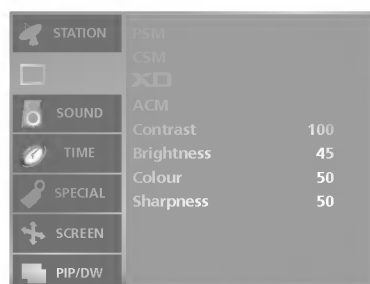 STATION
SOUND
TIME
SPECIAL
SCREEN
PIP/DW
PSM
CSM
XD
ACM
Contrast 100
Brightness 45
Colour 50
Sharpness 50